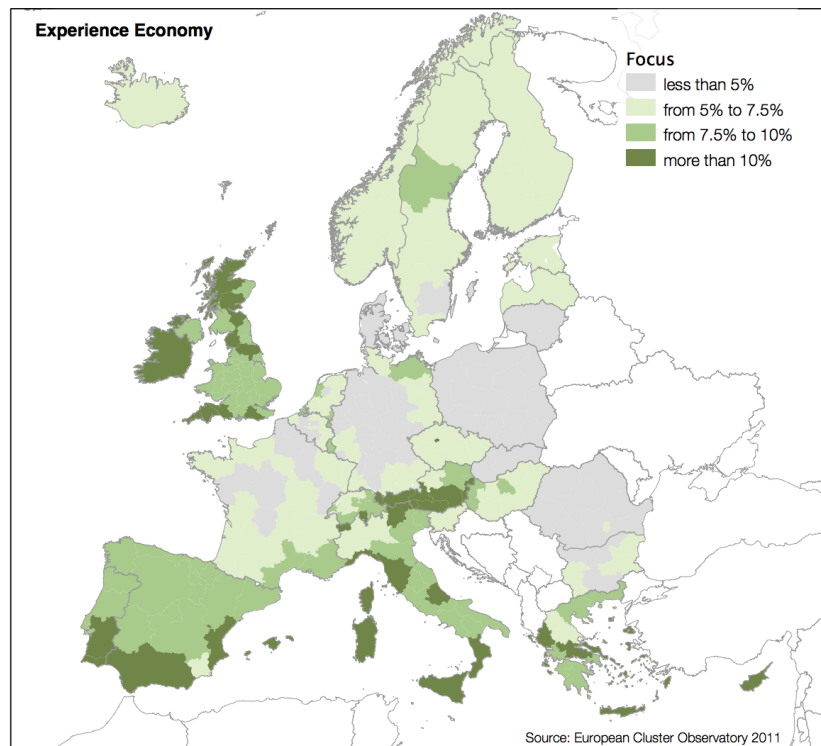 Experience Economy
Focus
less than 5%
from 5% to 7.5%
from 7.5% to 10%
more than 10%
Source: European Cluster Observatory 2011